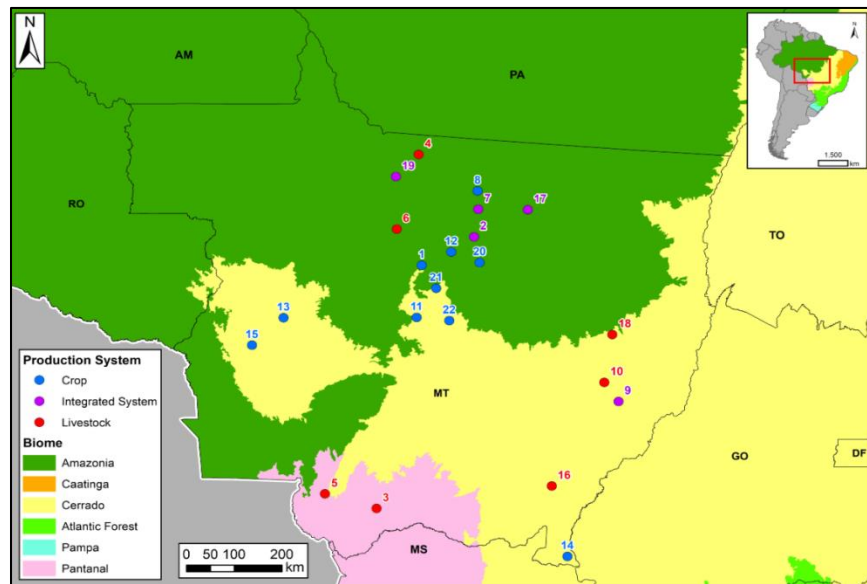 N
AM
PA
N
1.500
km
4
19
8
7
17
RO
6
2
12
TO
1
20
21
13
11
22
18
15
10
MT
9
GO
DF
16
5
3
14
MS
Production System
Crop
Integrated System
Livestock
Biome
Amazonia
Caatinga
Cerrado
Atlantic Forest
Pampa
Pantanal
0 50 100 200
km